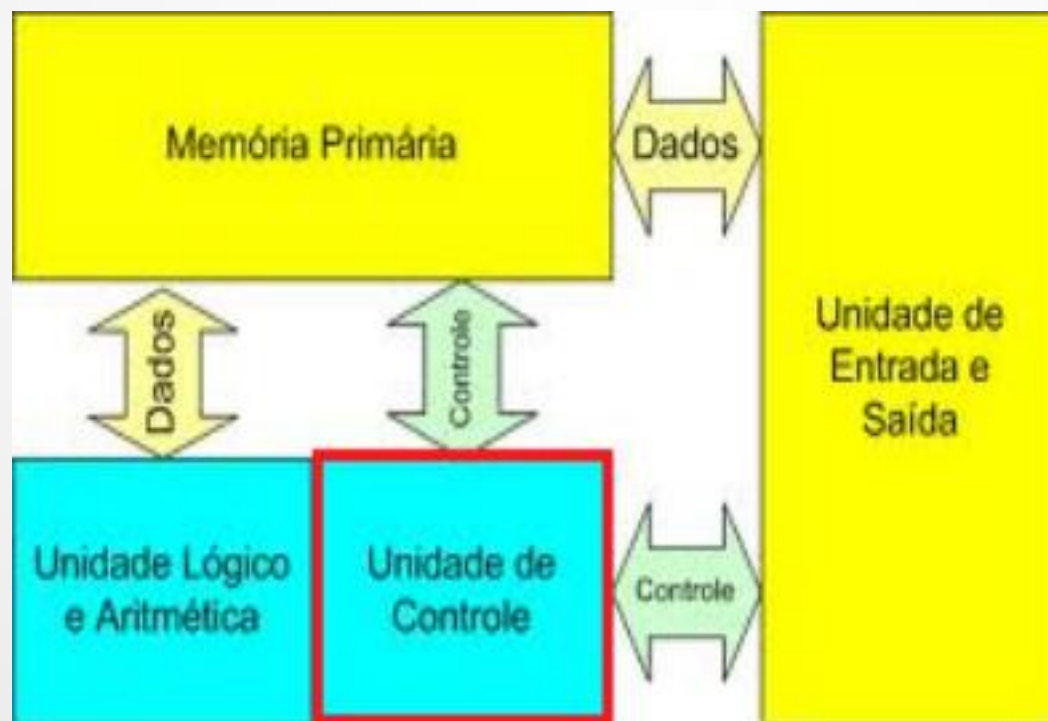 Memória Primária
Dados
Dados
Controle
Unidade de
Entrada e
Saída
Unidade Lógico
e Aritmética
Unidade de
Controle
Controle